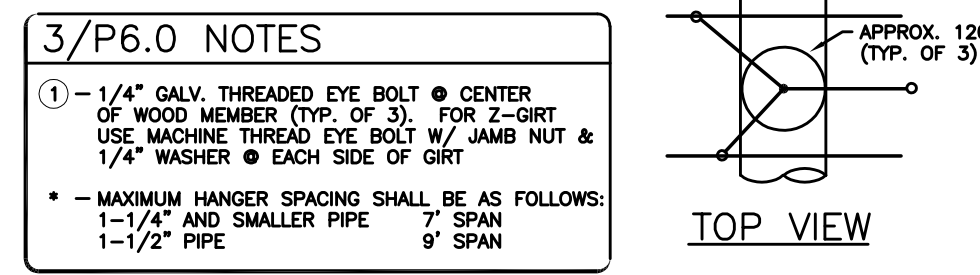 3/P6.0 NOTES
1 – 1/4" GALV. THREADED EYE BOLT @ CENTER
OF WOOD MEMBER (TYP. OF 3). FOR Z-GIRT
USE MACHINE THREAD EYE BOLT W/ JAMB NUT &
1/4" WASHER @ EACH SIDE OF GIRT
* – MAXIMUM HANGER SPACING SHALL BE AS FOLLOWS:
1-1/4" AND SMALLER PIPE 7' SPAN
1-1/2" PIPE 9' SPAN
APPROX. 120
(TYP. OF 3)
TOP VIEW